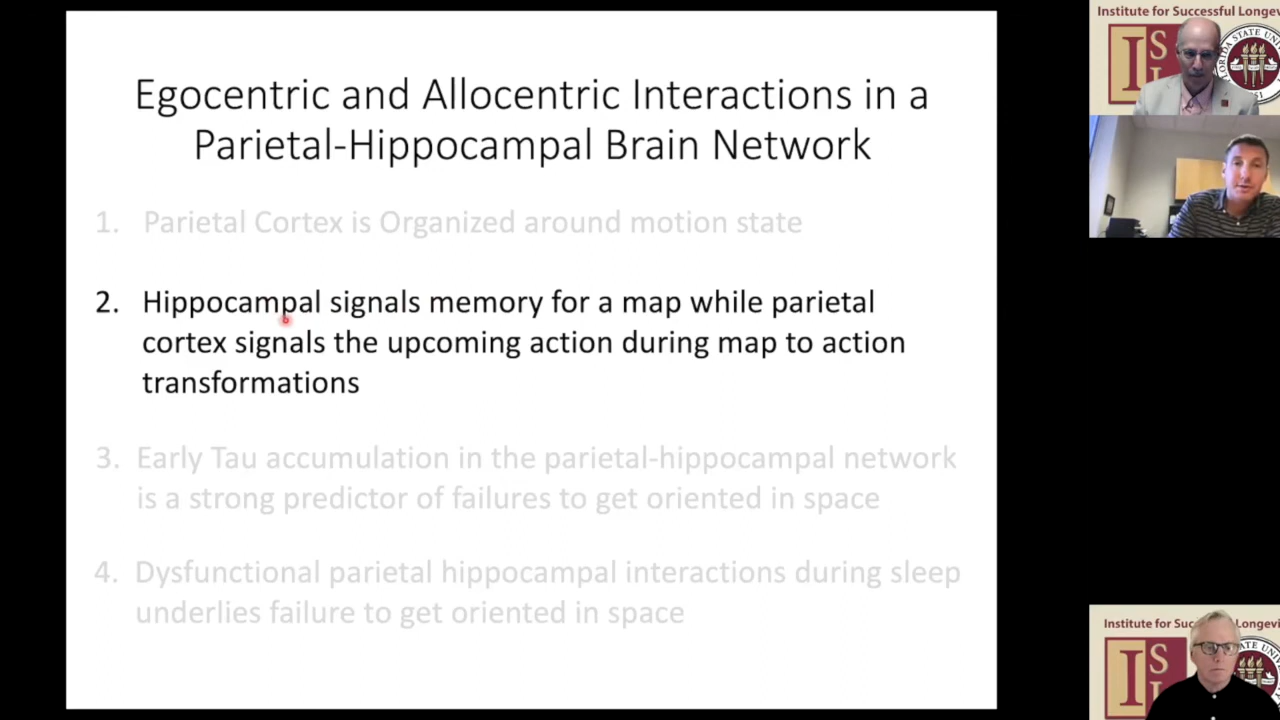 Egocentric and Allocentric Interactions in a
Parietal-Hippocampal Brain Network
1. Parietal Cortex is Organized around motion state
2. Hippocampal signals memory for a map while parietal
cortex signals the upcoming action during map to action
transformations
3. Early Tau accumulation in the parietal-hippocampal network
is a strong predictor of failures to get oriented in space
4. Dysfunctional parietal hippocampal interactions during sleep
underlies failure to get oriented in space
Institute for Successful Longev
I S
Institute for Suc Longevi
I S